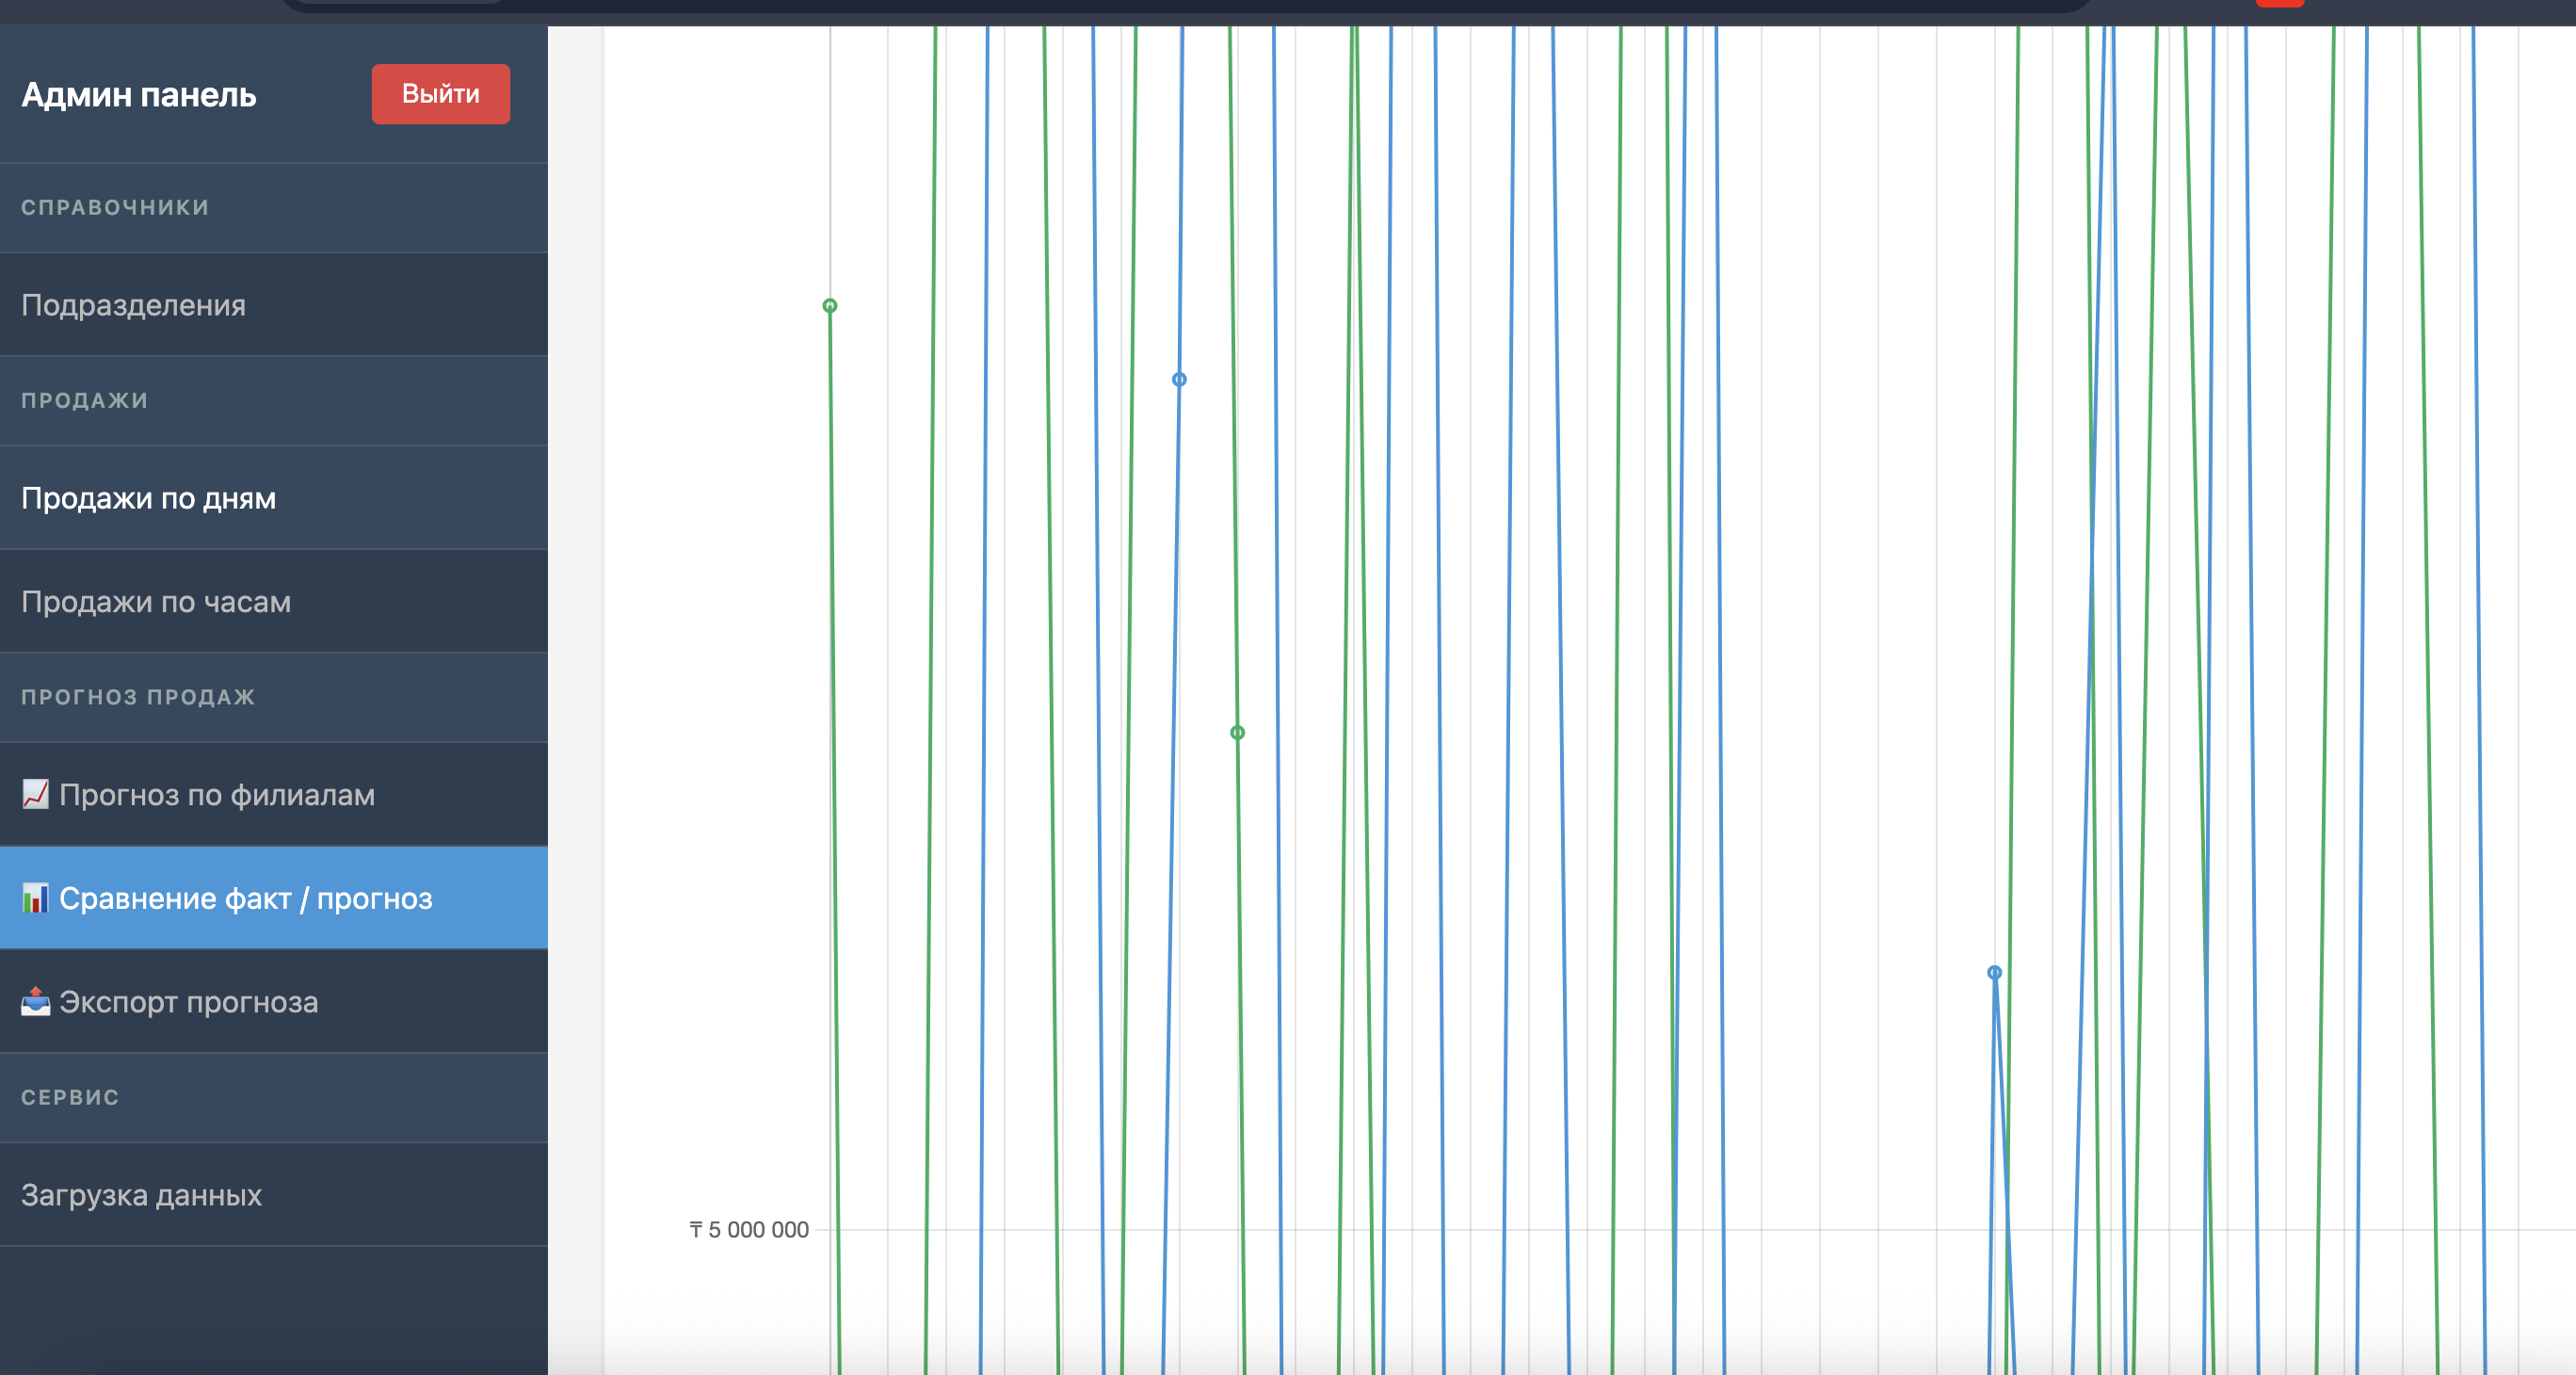 Админ панель
Выйти
СПРАВОЧНИКИ
Подразделения
ПРОДАЖИ
Продажи по дням
Продажи по часам
ПРОГНОЗ ПРОДАЖ
Прогноз по филиалам
Сравнение факт / прогноз
Экспорт прогноза
СЕРВИС
Загрузка данных
₸ 5 000 000